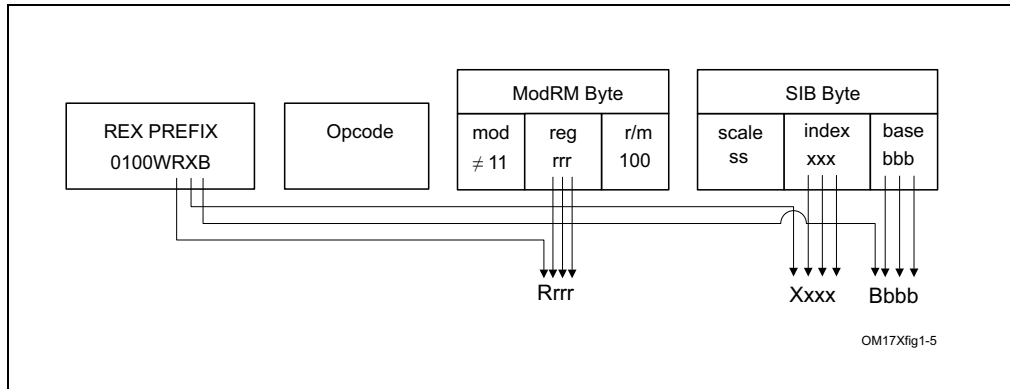 ModRM Byte
SIB Byte
REX PREFIX
0100WRXB
Opcode
mod
≠ 11
reg
rrr
r/m
100
scale
ss
index
xxx
base
bbb
Rrrr
Xxxx
Bbbb
OM17Xfig1-5